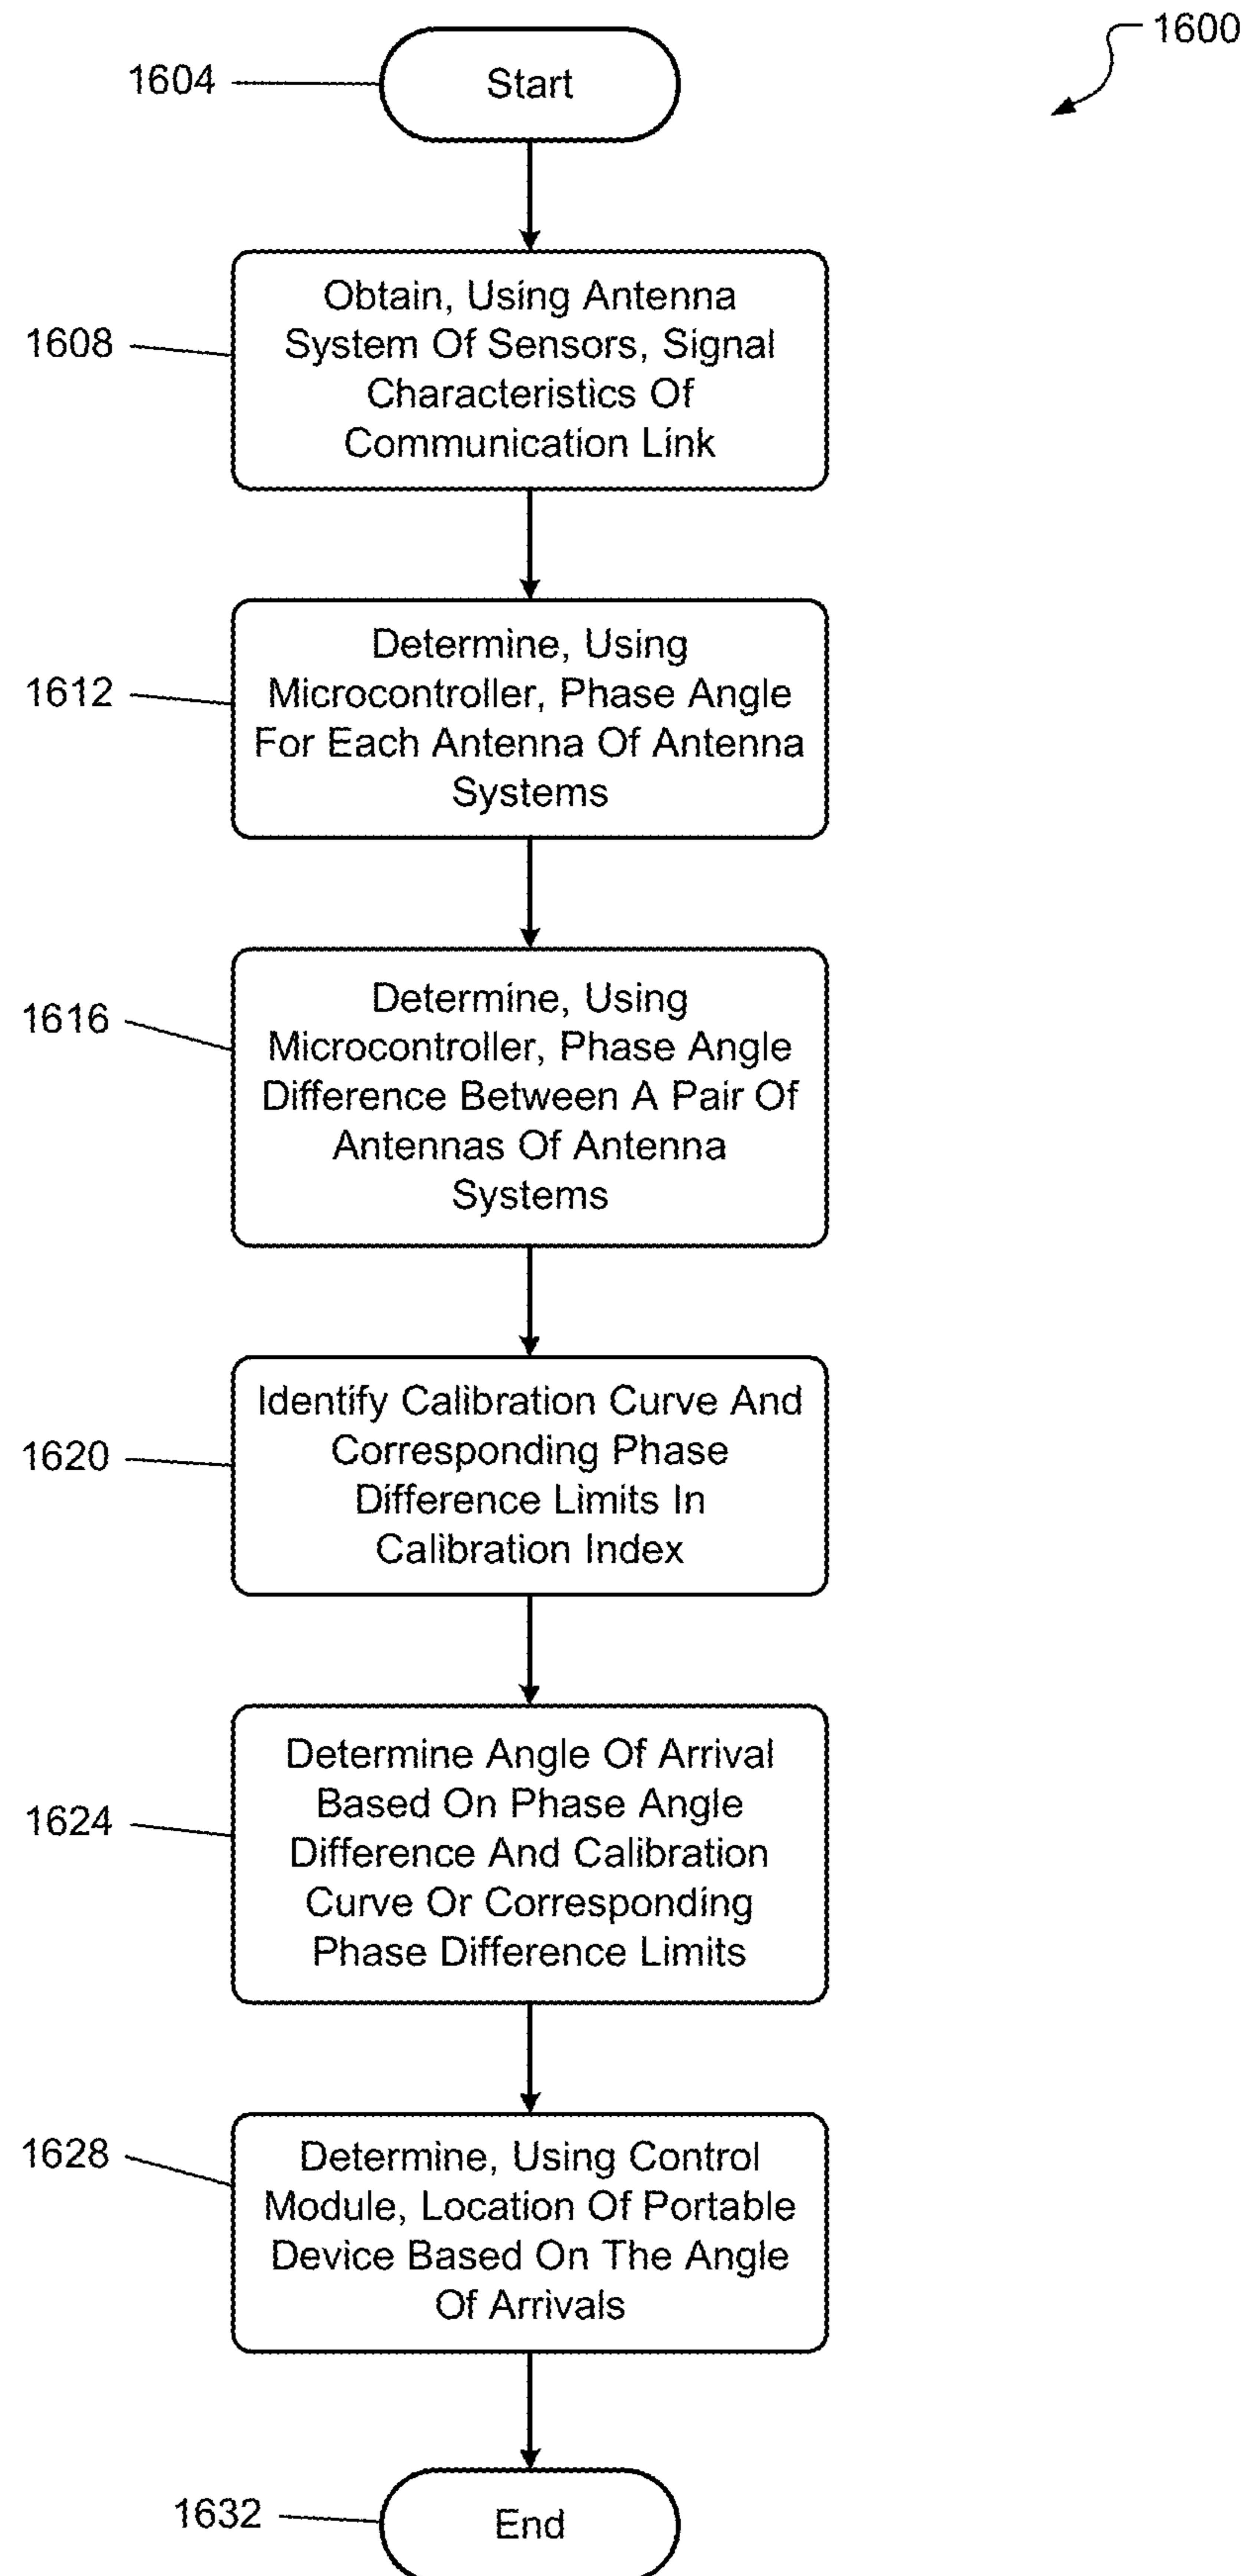 1600
1604
Start
1608
Obtain, Using Antenna
System Of Sensors, Signal
Characteristics Of
Communication Link
1612
Determine, Using
Microcontroller, Phase Angle
For Each Antenna Of Antenna
Systems
1616
Determine, Using
Microcontroller, Phase Angle
Difference Between A Pair Of
Antennas Of Antenna
Systems
1620
Identify Calibration Curve And
Corresponding Phase
Difference Limits In
Calibration Index
1624
Determine Angle Of Arrival
Based On Phase Angle
Difference And Calibration
Curve Or Corresponding
Phase Difference Limits
1628
Determine, Using Control
Module, Location Of Portable
Device Based On The Angle
Of Arrivals
1632
End